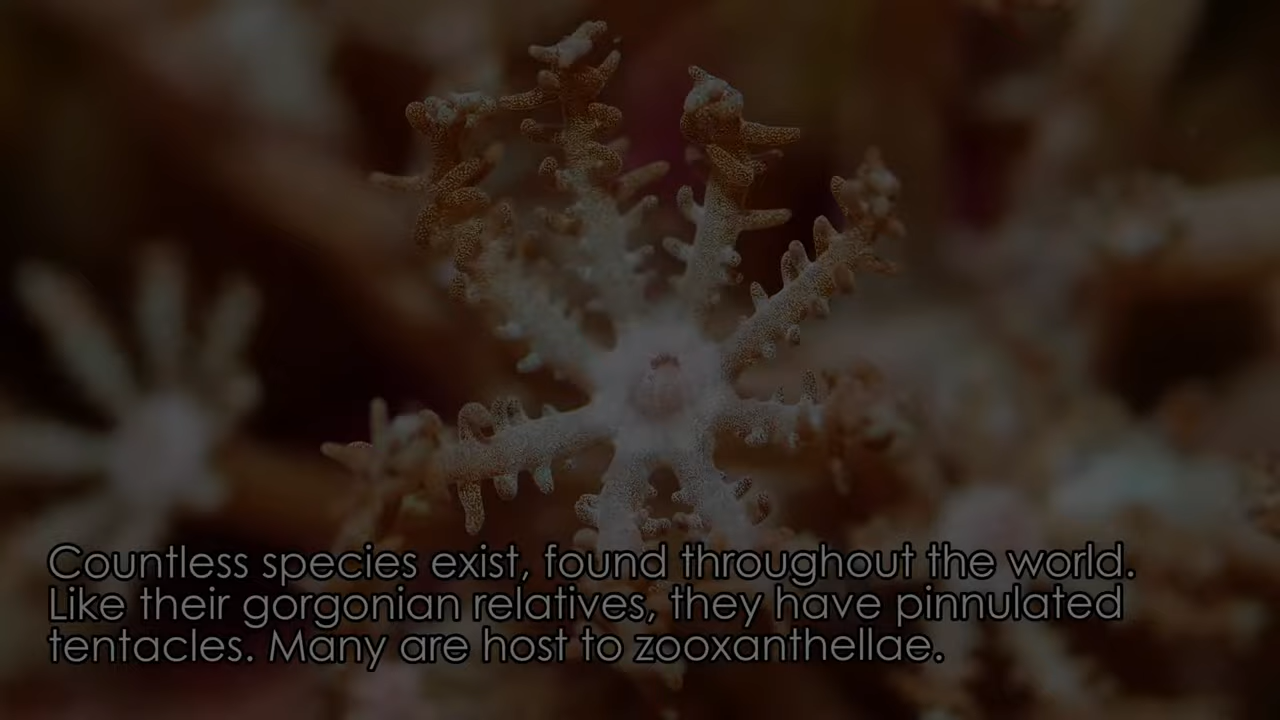 Countless species exist, found throughout the world.
Like their gorgonian relatives, they have pinnulated
tentacles. Many are host to zooxanthellae.